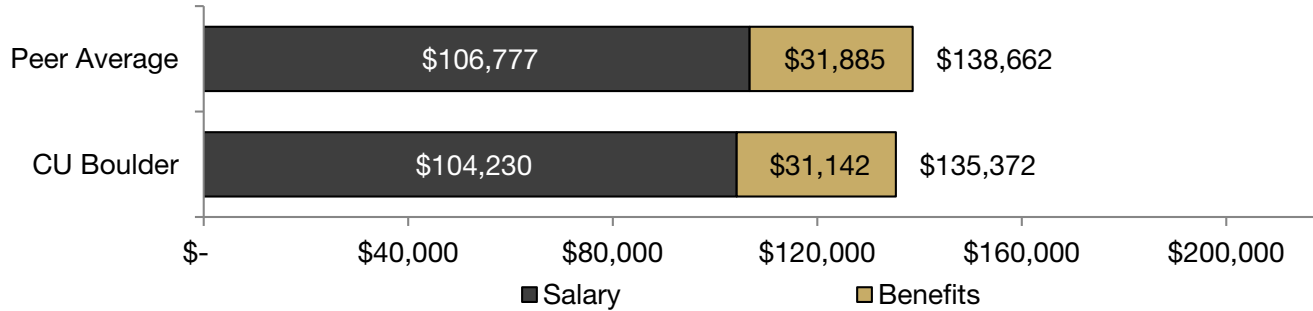 Peer Average $106,777 $31,885 $138,662
CU Boulder $104,230 $31,142 $135,372
$- $40,000 $80,000 $120,000 $160,000 $200,000
Salary Benefits